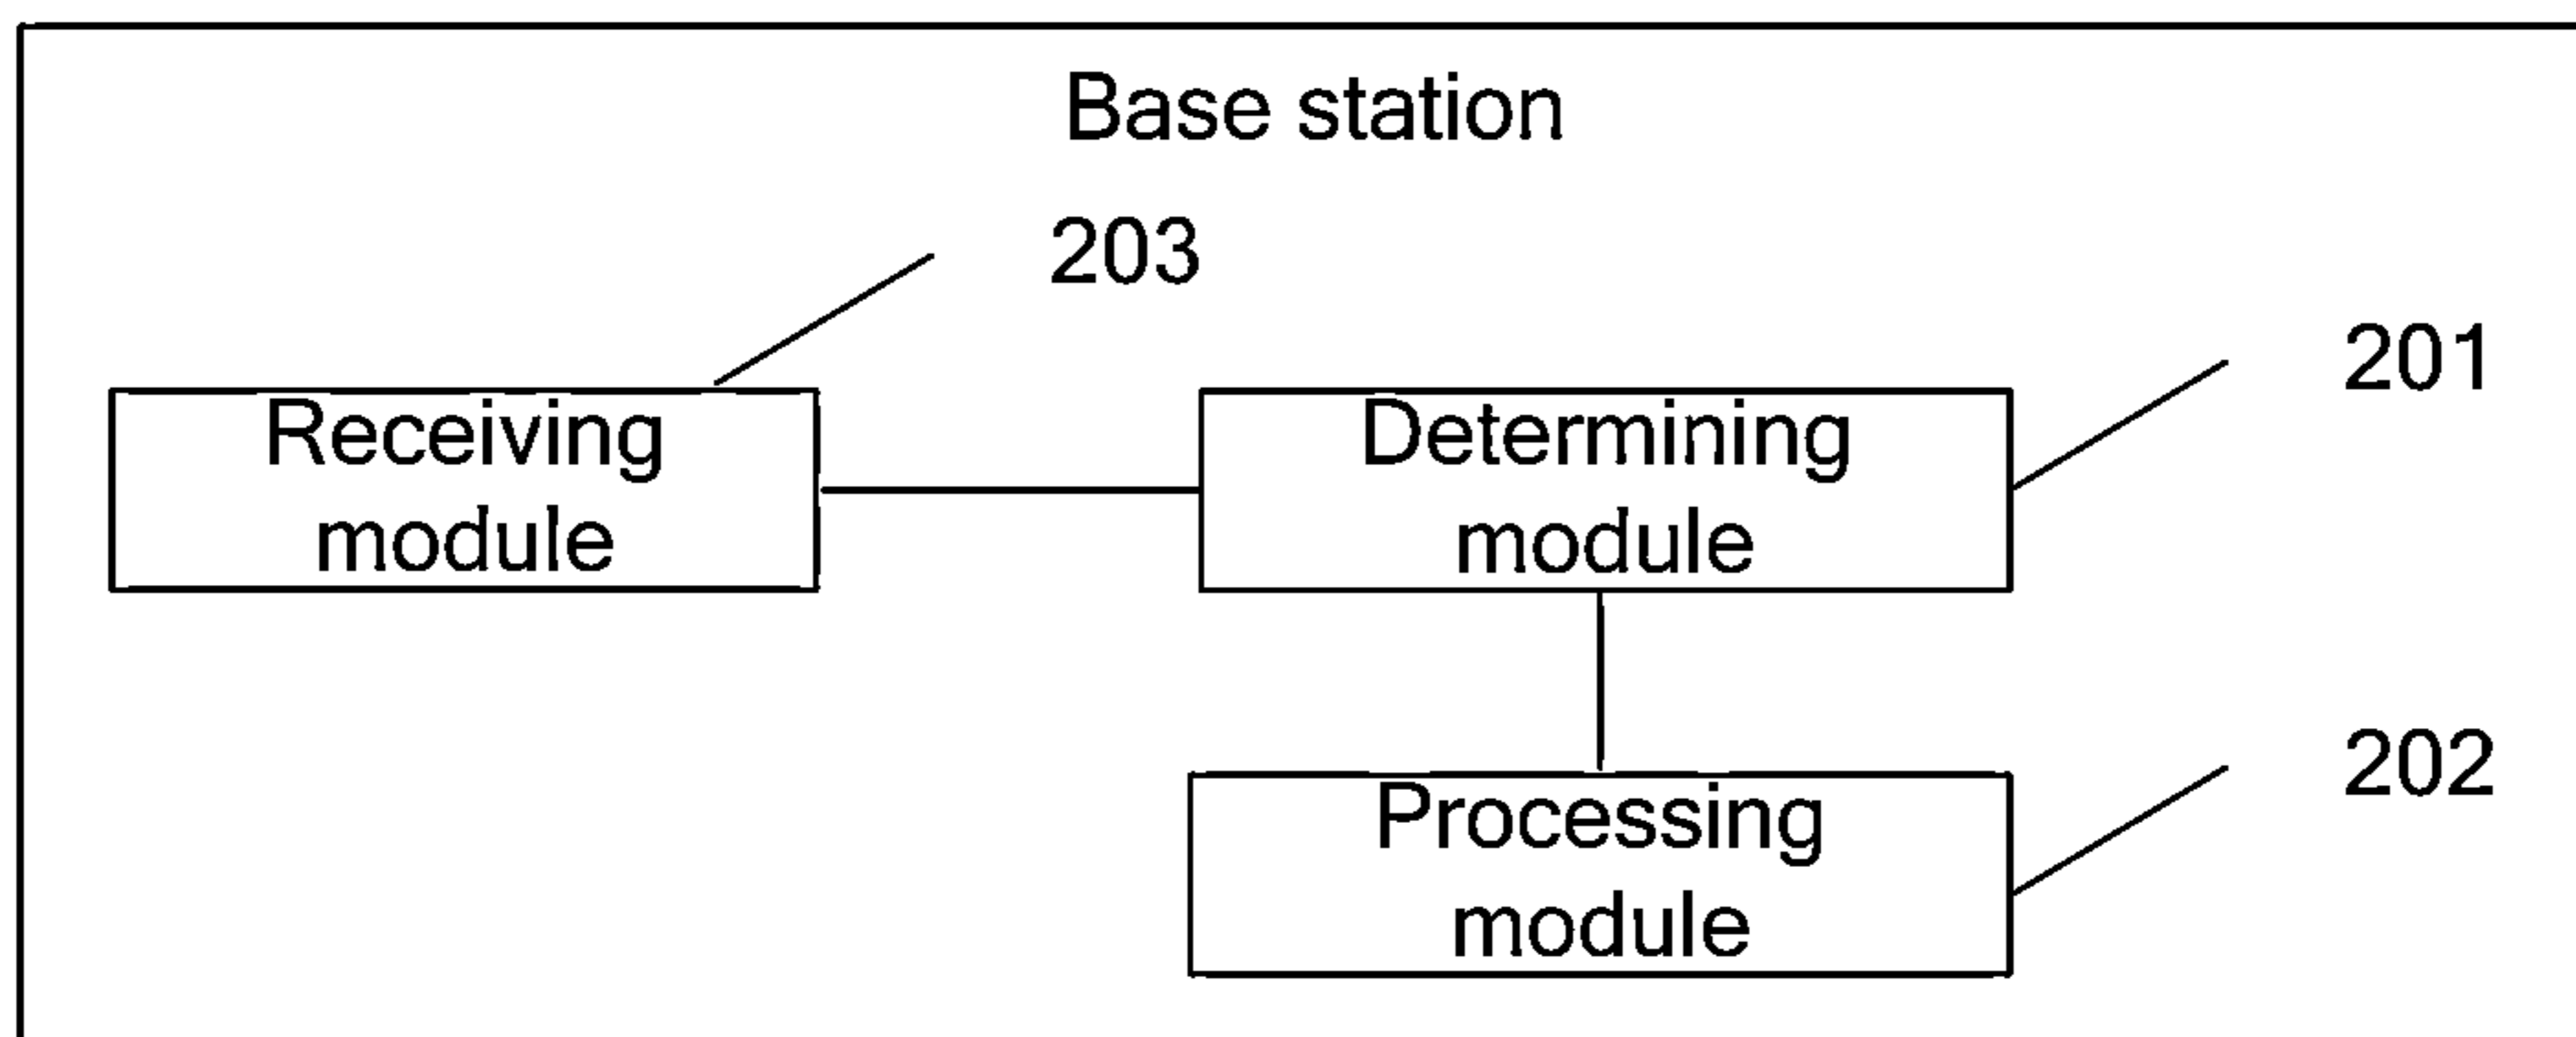 Base station
203
201
Receiving
module
Determining
module
202
Processing
module